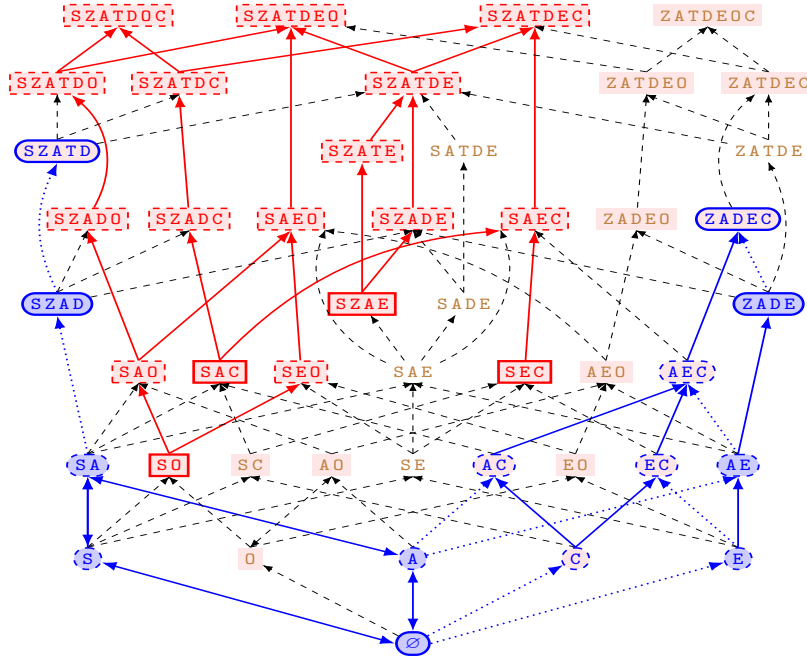 SZATDOC SZATDEO SZATDEC ZATDEOC
SZATDO SZATDC SZATDE ZATDEO ZATDEC
SZATD SZATE SATDE ZATDE
SZADO SZADC SAEO SZADE SAEC ZADEO ZADEC
SZAD SZAE SADE ZADE
SAO SAC SEO SAE SEC AEO AEC
SA SO SC AO SE AC EO EC AE
S O A C E
∅